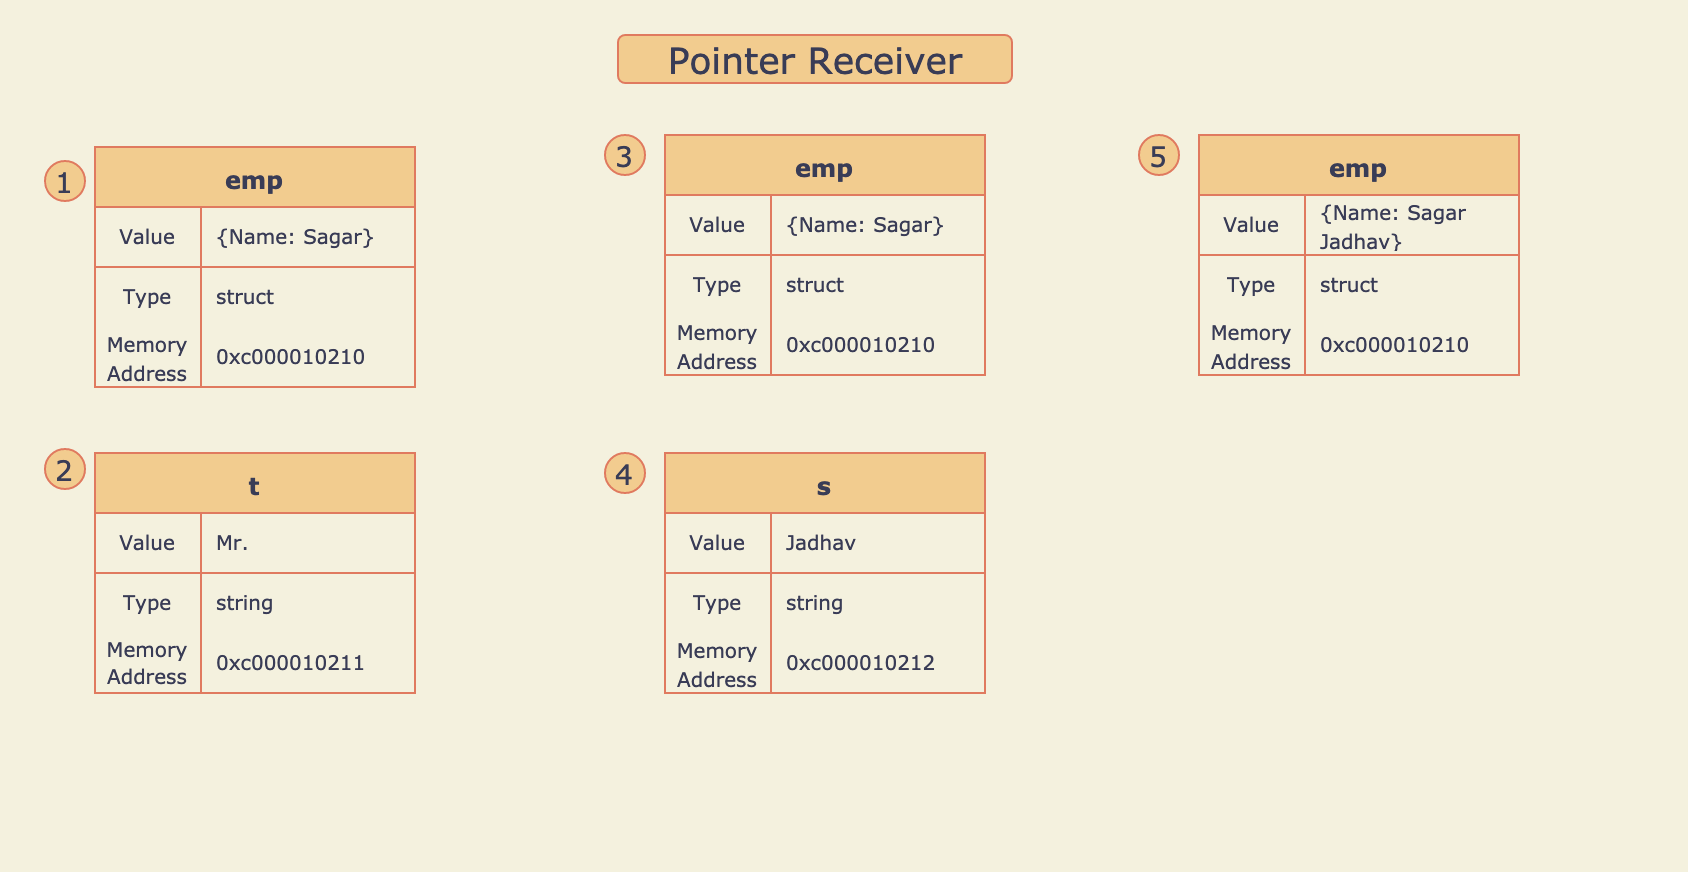 Pointer Receiver
1
emp
Value {Name: Sagar}
Type struct
Memory
Address
0xc000010210
2
t
Value Mr.
Type string
Memory
Address
0xc000010211
3
emp
Value {Name: Sagar}
Type struct
Memory
Address
0xc000010210
4
s
Value Jadhav
Type string
Memory
Address
0xc000010212
5
emp
Value
{Name: Sagar
Jadhav}
Type struct
Memory
Address
0xc000010210